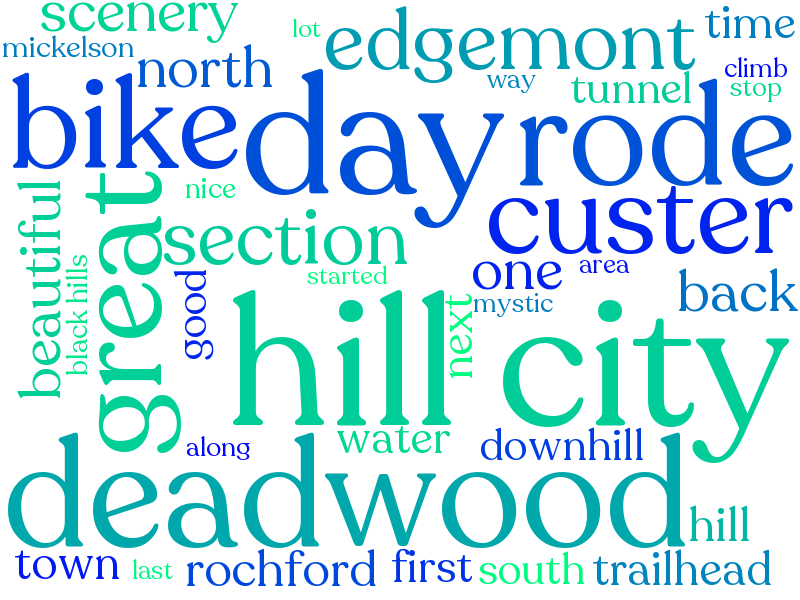 scenery
lot
edgemont
time
mickelson
north
way
tunnel
climb
stop
bike
day
rode
beautiful
great
nice
section
custer
black hills
good
started
one
area
back
next
mystic
hill city
along
water
downhill
deadwood
hill
town
last
rochford
first
south
trailhead